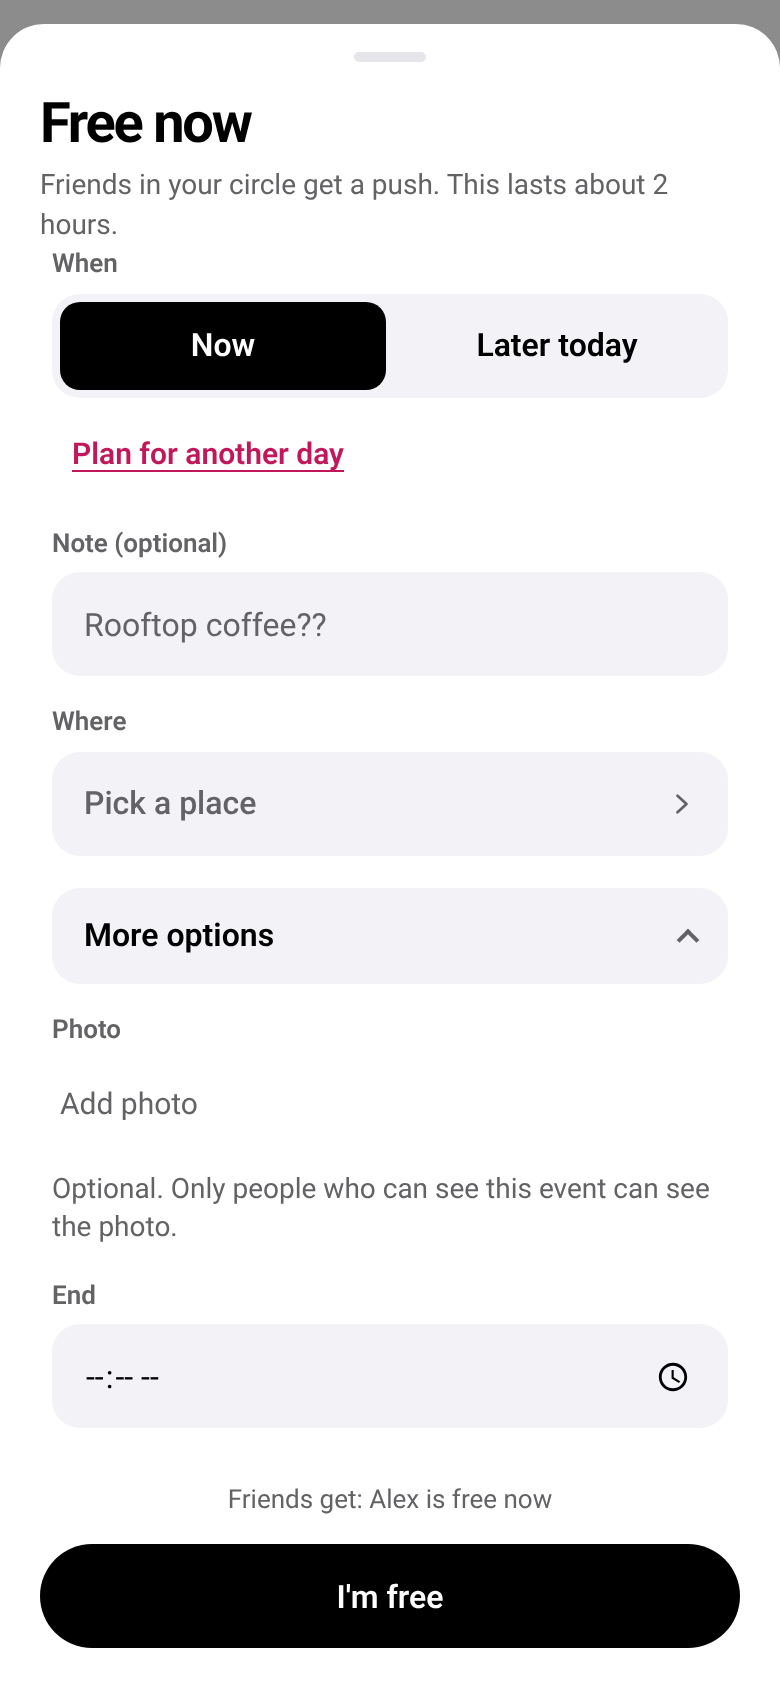 Free now
Friends in your circle get a push. This lasts about 2
hours.
When
Now
Later today
Plan for another day
Note (optional)
Rooftop coffee??
Where
Pick a place
More options
Photo
Add photo
Optional. Only people who can see this event can see
the photo.
End
--:-- --
Friends get: Alex is free now
I'm free